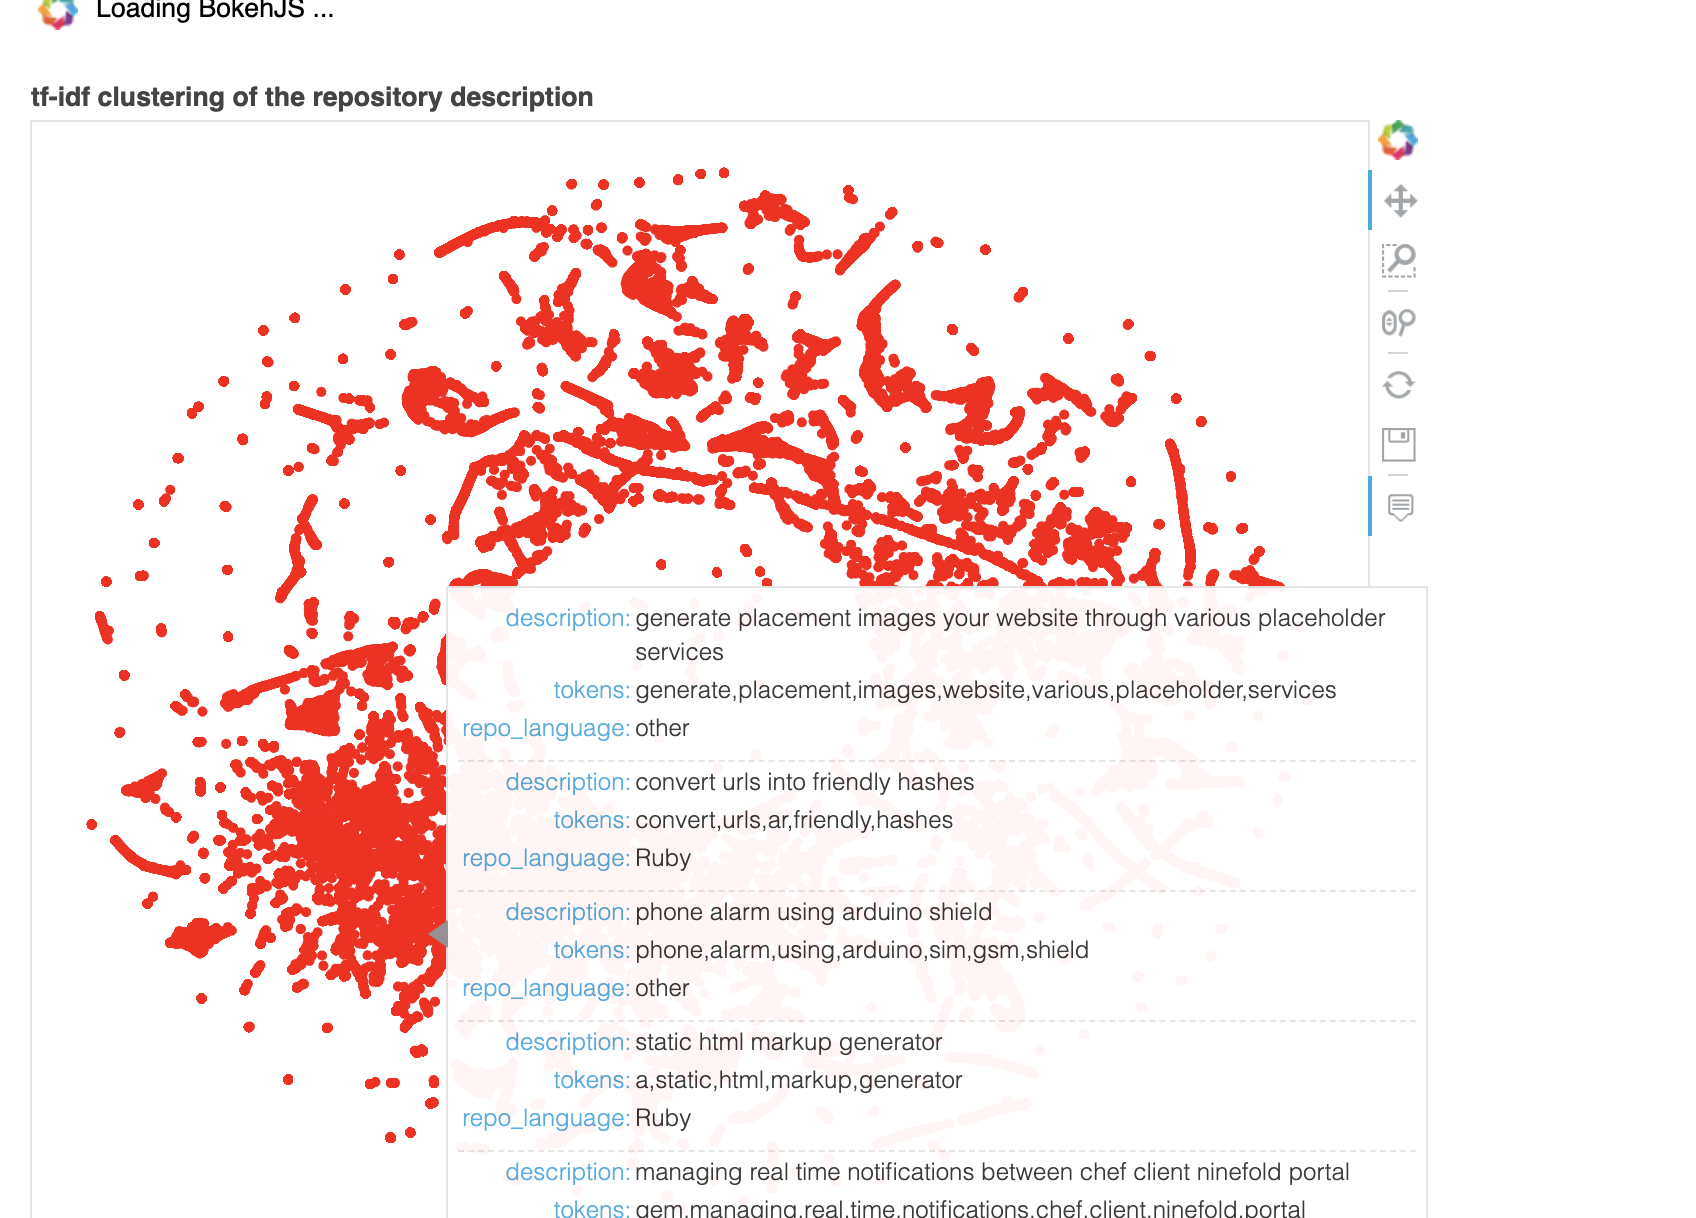 Loading BokehJS ...
tf-idf clustering of the repository description
description: generate placement images your website through various placeholder
services
tokens: generate,placement,images,website,various,placeholder,services
repo_language: other
description: convert urls into friendly hashes
tokens: convert,urls,ar,friendly,hashes
repo_language: Ruby
description: phone alarm using arduino shield
tokens: phone,alarm,using,arduino,sim,gsm,shield
repo_language: other
description: static html markup generator
tokens: a,static,html,markup,generator
repo_language: Ruby
description: managing real time notifications between chef client ninefold portal
tokens: gem,managing,real,time,notifications,chef,client,ninefold,portal